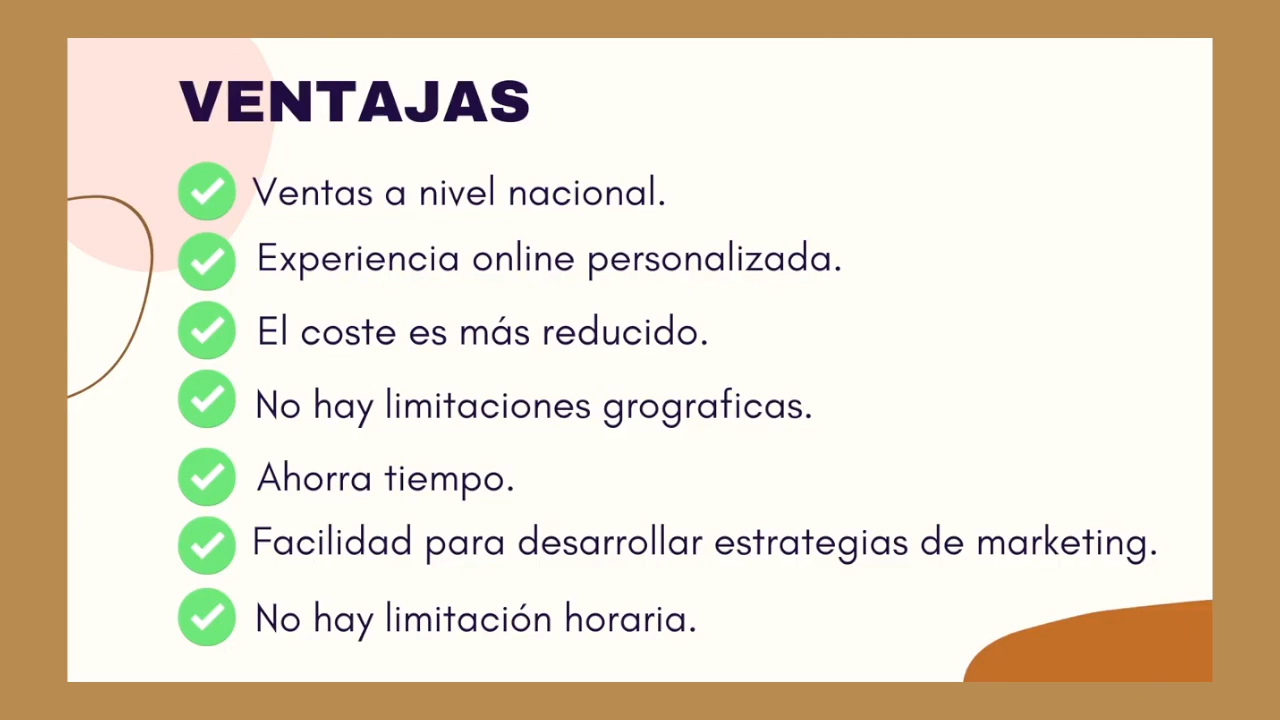 VENTAJAS
Ventas a nivel nacional.
Experiencia online personalizada.
El coste es más reducido.
No hay limitaciones grograficas.
Ahorra tiempo.
Facilidad para desarrollar estrategias de marketing.
No hay limitación horaria.